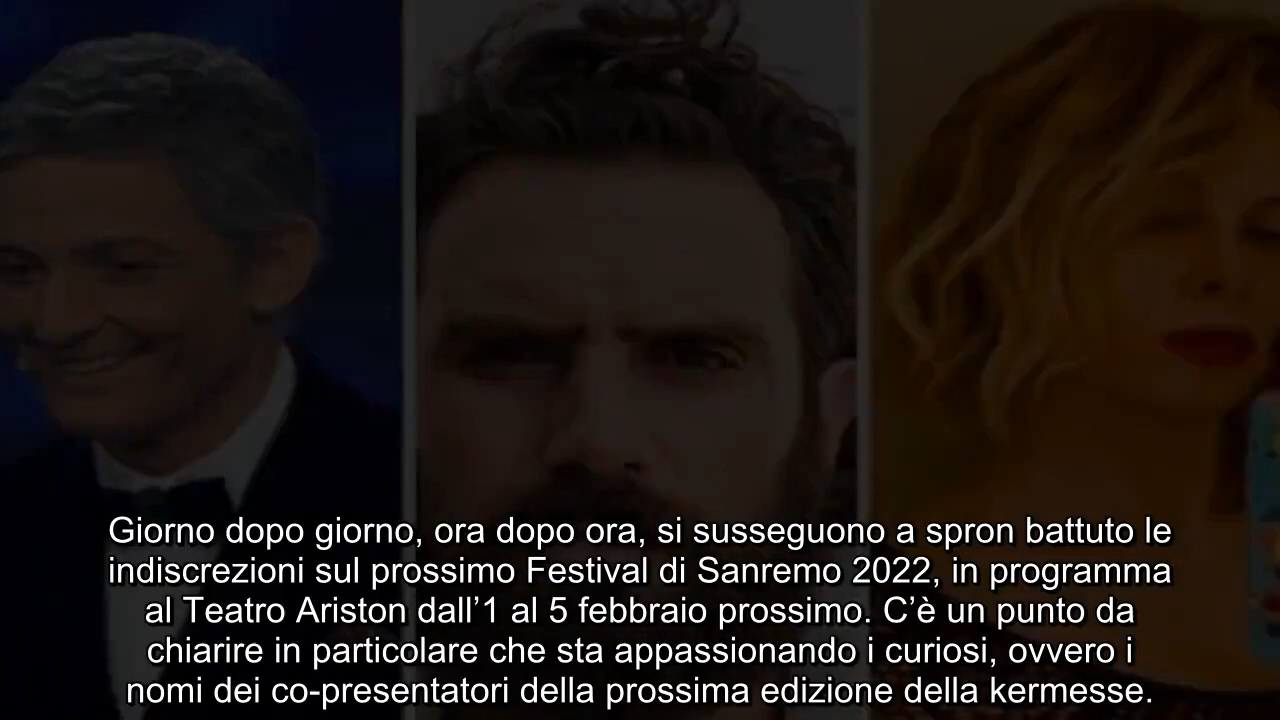 Giorno dopo giorno, ora dopo ora, si susseguono a spron battuto le
indiscrezioni sul prossimo Festival di Sanremo 2022, in programma
al Teatro Ariston dall’1 al 5 febbraio prossimo. C’è un punto da
chiarire in particolare che sta appassionando i curiosi, ovvero i
nomi dei co-presentatori della prossima edizione della kermesse.